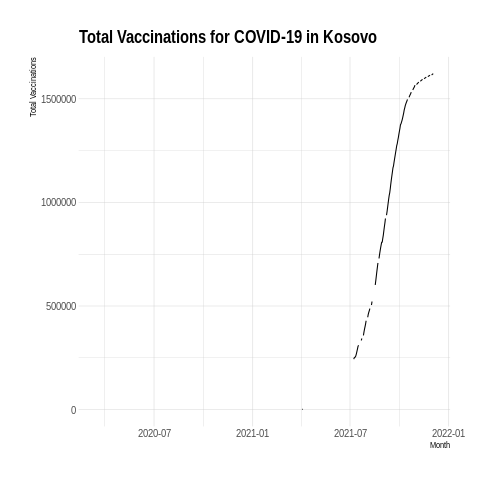 Total Vaccinations for COVID-19 in Kosovo
Total Vaccinations
1500000
1000000
500000
0
2020-07 2021-01 2021-07 2022-01
Month